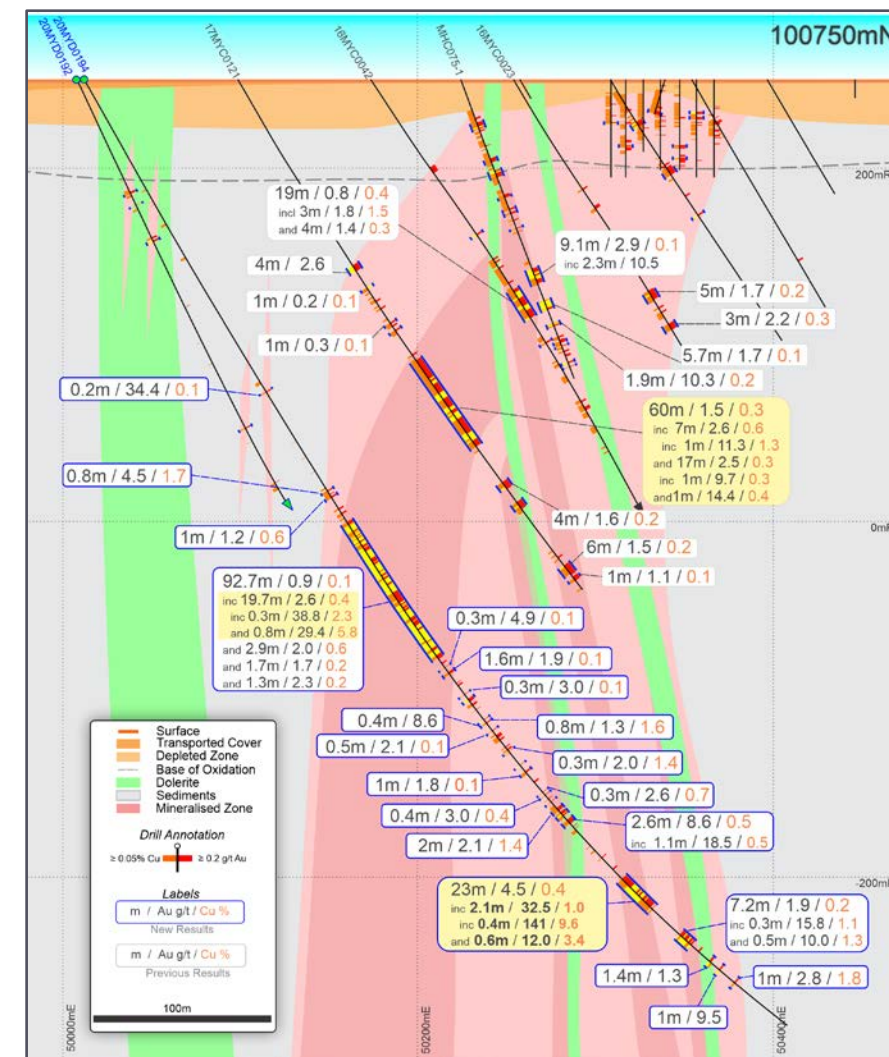 100750mN
20MYD0192
20MYD0194
17MYC0121
16MYC0042
MHC075-1
16MYC0023
200mR
19m / 0.8 / 0.4
incl 3m / 1.8 / 1.5
and 4m / 1.4 / 0.3
9.1m / 2.9 / 0.1
inc 2.3m / 10.5
4m / 2.6
1m / 0.2 / 0.1
1m / 0.3 / 0.1
5m / 1.7 / 0.2
3m / 2.2 / 0.3
5.7m / 1.7 / 0.1
1.9m / 10.3 / 0.2
0.2m / 34.4 / 0.1
60m / 1.5 / 0.3
inc 7m / 2.6 / 0.6
inc 1m / 11.3 / 1.3
and 17m / 2.5 / 0.3
inc 1m / 9.7 / 0.3
and1m / 14.4 / 0.4
0.8m / 4.5 / 1.7
1m / 1.2 / 0.6
4m / 1.6 / 0.2
0mR
6m / 1.5 / 0.2
1m / 1.1 / 0.1
92.7m / 0.9 / 0.1
inc 19.7m / 2.6 / 0.4
inc 0.3m / 38.8 / 2.3
and 0.8m / 29.4 / 5.8
and 2.9m / 2.0 / 0.6
and 1.7m / 1.7 / 0.2
and 1.3m / 2.3 / 0.2
0.3m / 4.9 / 0.1
1.6m / 1.9 / 0.1
0.3m / 3.0 / 0.1
0.4m / 8.6
0.8m / 1.3 / 1.6
0.5m / 2.1 / 0.1
0.3m / 2.0 / 1.4
1m / 1.8 / 0.1
0.3m / 2.6 / 0.7
0.4m / 3.0 / 0.4
2.6m / 8.6 / 0.5
inc 1.1m / 18.5 / 0.5
2m / 2.1 / 1.4
-200mR
23m / 4.5 / 0.4
inc 2.1m / 32.5 / 1.0
inc 0.4m / 141 / 9.6
and 0.6m / 12.0 / 3.4
7.2m / 1.9 / 0.2
inc 0.3m / 15.8 / 1.1
and 0.5m / 10.0 / 1.3
1.4m / 1.3
1m / 2.8 / 1.8
1m / 9.5
Surface
Transported Cover
Depleted Zone
Base of Oxidation
Dolerite
Sediments
Mineralised Zone
Drill Annotation
≥ 0.05% Cu
≥ 0.2 g/t Au
Labels
m / Au g/t / Cu %
New Results
m / Au g/t / Cu %
Previous Results
100m
50000mE
50200mE
50400mE